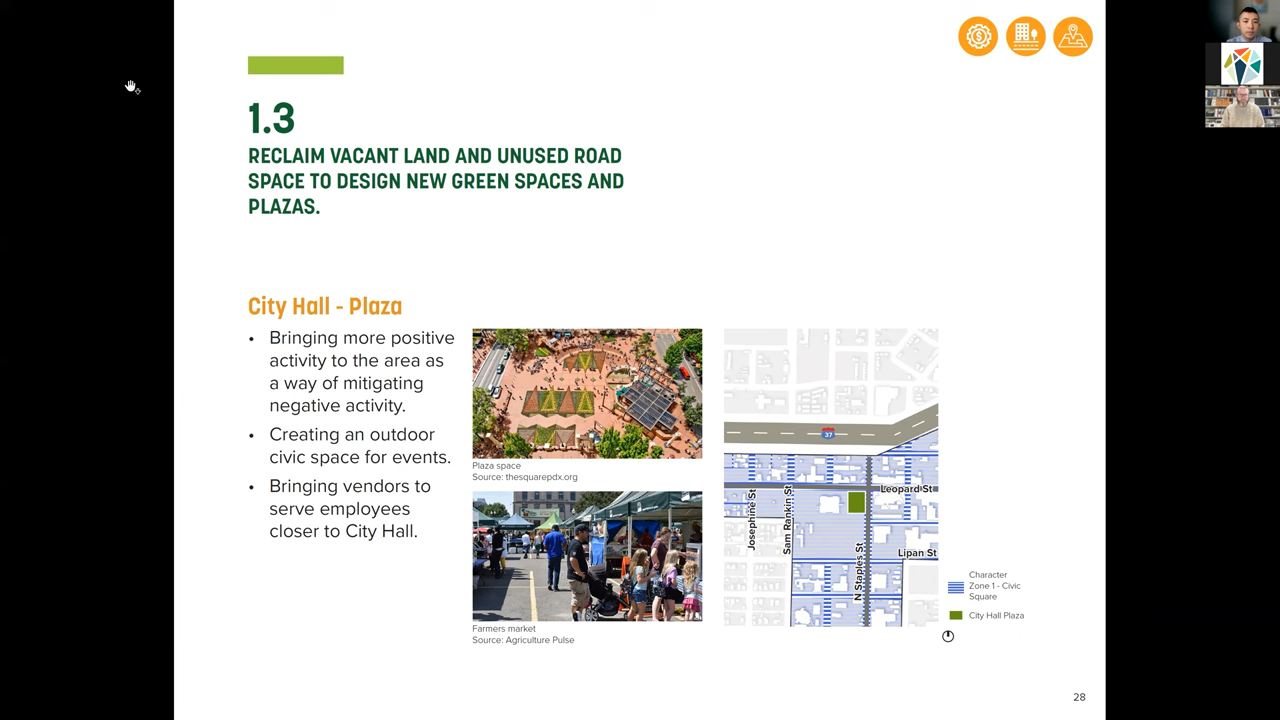 1.3
RECLAIM VACANT LAND AND UNUSED ROAD
SPACE TO DESIGN NEW GREEN SPACES AND
PLAZAS.
City Hall - Plaza
• Bringing more positive
activity to the area as
a way of mitigating
negative activity.
• Creating an outdoor
civic space for events.
• Bringing vendors to
serve employees
closer to City Hall.
Plaza space
Source: thesquarepdx.org
Farmers market
Source: Agriculture Pulse
37
Leopard St
Josephine St
Sam Rankin St
N Staples St
Lipan St
Character
Zone 1 - Civic
Square
City Hall Plaza
28